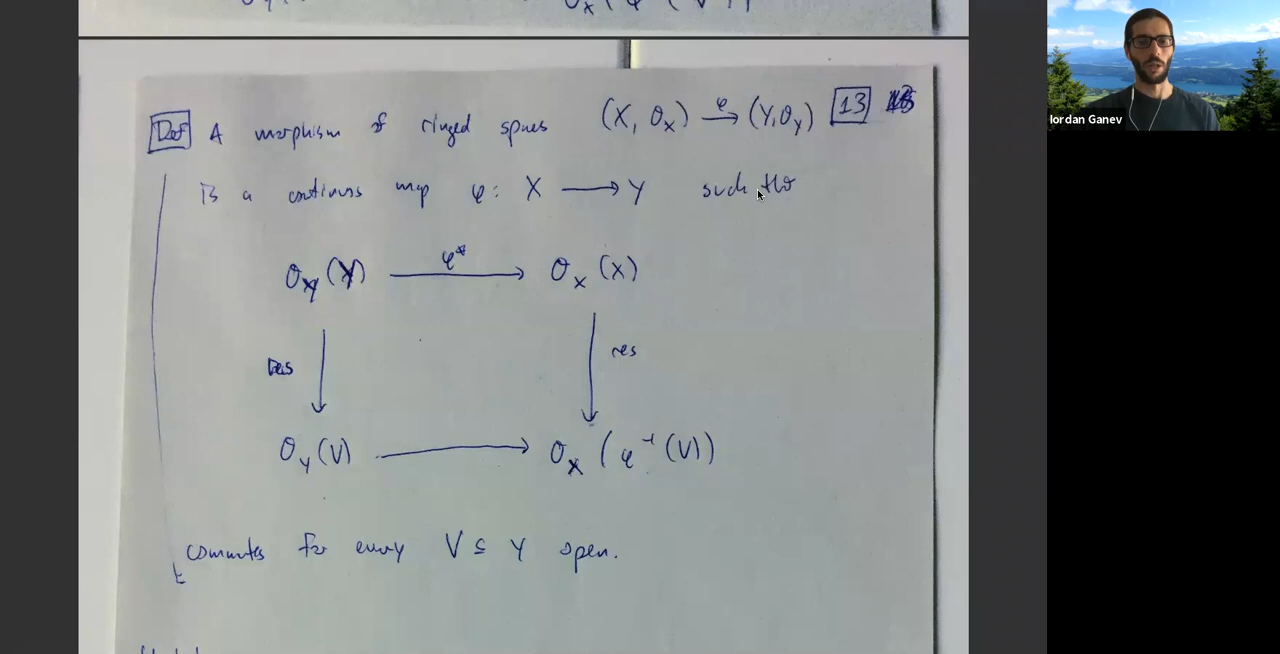 Def A morphism of ringed spaces (X, O_X) →^φ (Y, O_Y) 13
is a continuous map φ: X → Y such that
O_Y(Y) →^{φ*} O_X(X)
Res res
O_Y(V) → O_X(φ^{-1}(V))
commutes for every V ⊆ Y open.
Iordan Ganev